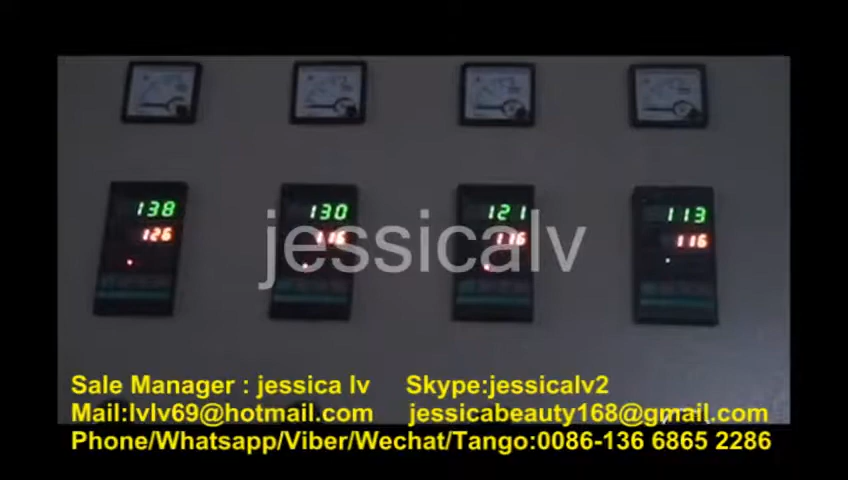 138 130 121 113
126 116 116 116
jessicalv
Sale Manager : jessica lv Skype:jessicalv2
Mail:lvlv69@hotmail.com jessicabeauty168@gmail.com
Phone/Whatsapp/Viber/Wechat/Tango:0086-136 6865 2286